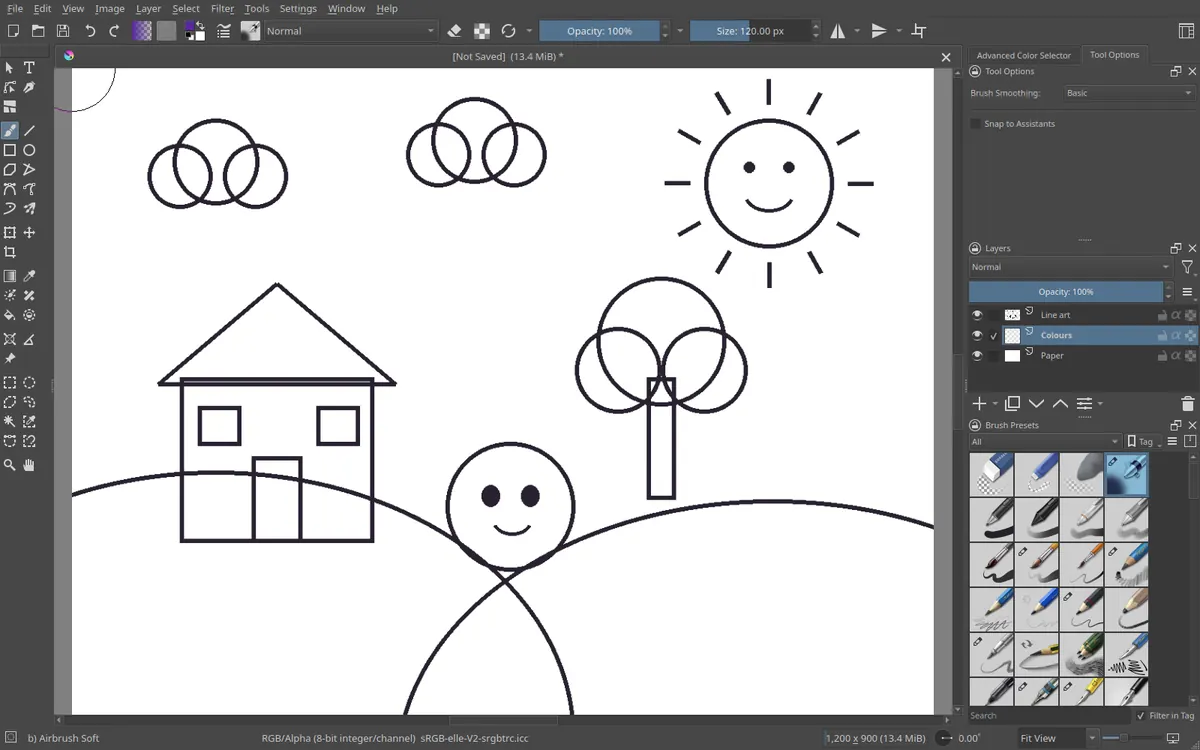 File Edit View Image Layer Select Filter Tools Settings Window Help
Normal Opacity: 100% Size: 120.00 px
[Not Saved] (13.4 MiB) *
Advanced Color Selector Tool Options
Tool Options
Brush Smoothing: Basic
Snap to Assistants
Layers
Normal
Opacity: 100%
Line art
Colours
Paper
Brush Presets
All Tag
Search Filter in Tag
b) Airbrush Soft RGB/Alpha (8-bit integer/channel) sRGB-elle-V2-srgbtrc.icc 1,200 x 900 (13.4 MiB) 0.00° Fit View